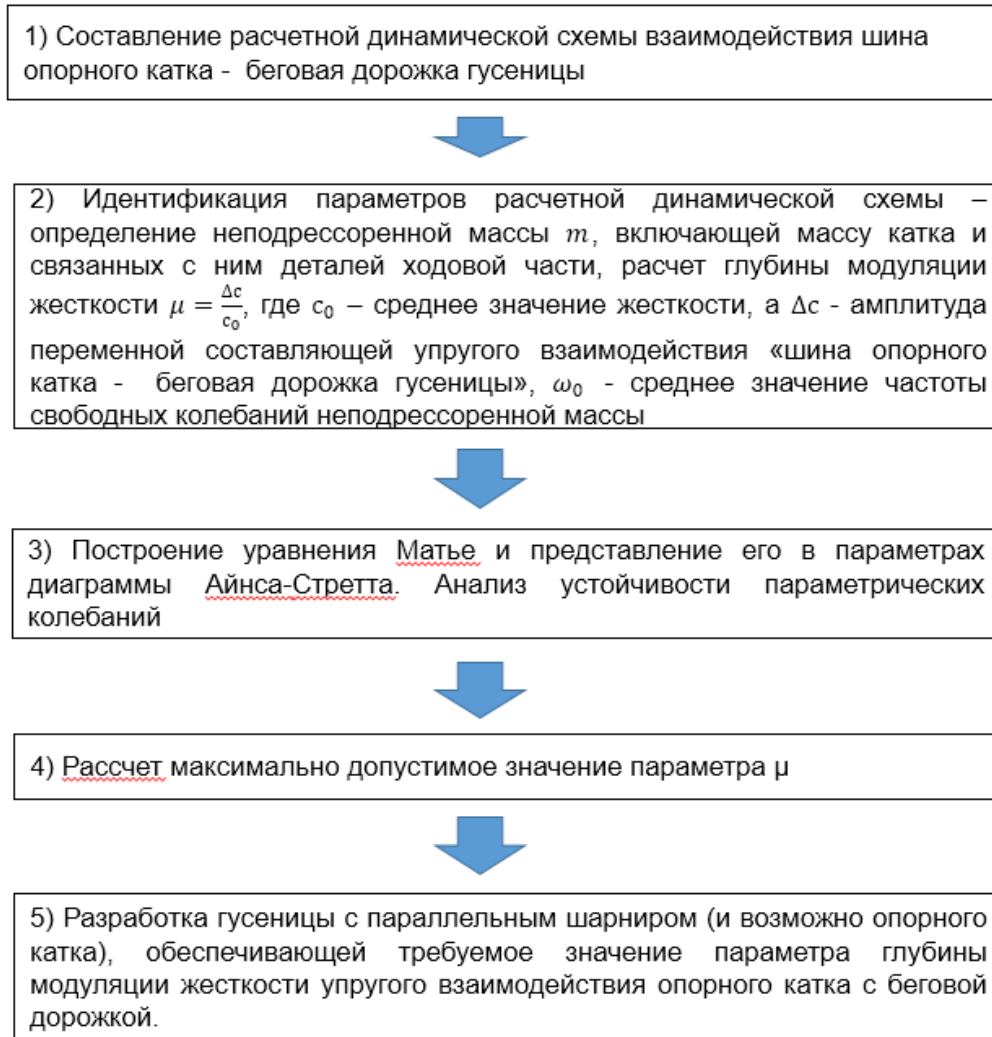 1) Составление расчетной динамической схемы взаимодействия шина
опорного катка - беговая дорожка гусеницы
2) Идентификация параметров расчетной динамической схемы –
определение неподрессоренной массы m, включающей массу катка и
связанных с ним деталей ходовой части, расчет глубины модуляции
жесткости μ = Δc/c₀, где c₀ – среднее значение жесткости, а Δc - амплитуда
переменной составляющей упругого взаимодействия «шина опорного
катка - беговая дорожка гусеницы», ω₀ - среднее значение частоты
свободных колебаний неподрессоренной массы
3) Построение уравнения Матье и представление его в параметрах
диаграммы Айнса-Стретта. Анализ устойчивости параметрических
колебаний
4) Рассчет максимально допустимое значение параметра μ
5) Разработка гусеницы с параллельным шарниром (и возможно опорного
катка), обеспечивающей требуемое значение параметра глубины
модуляции жесткости упругого взаимодействия опорного катка с беговой
дорожкой.